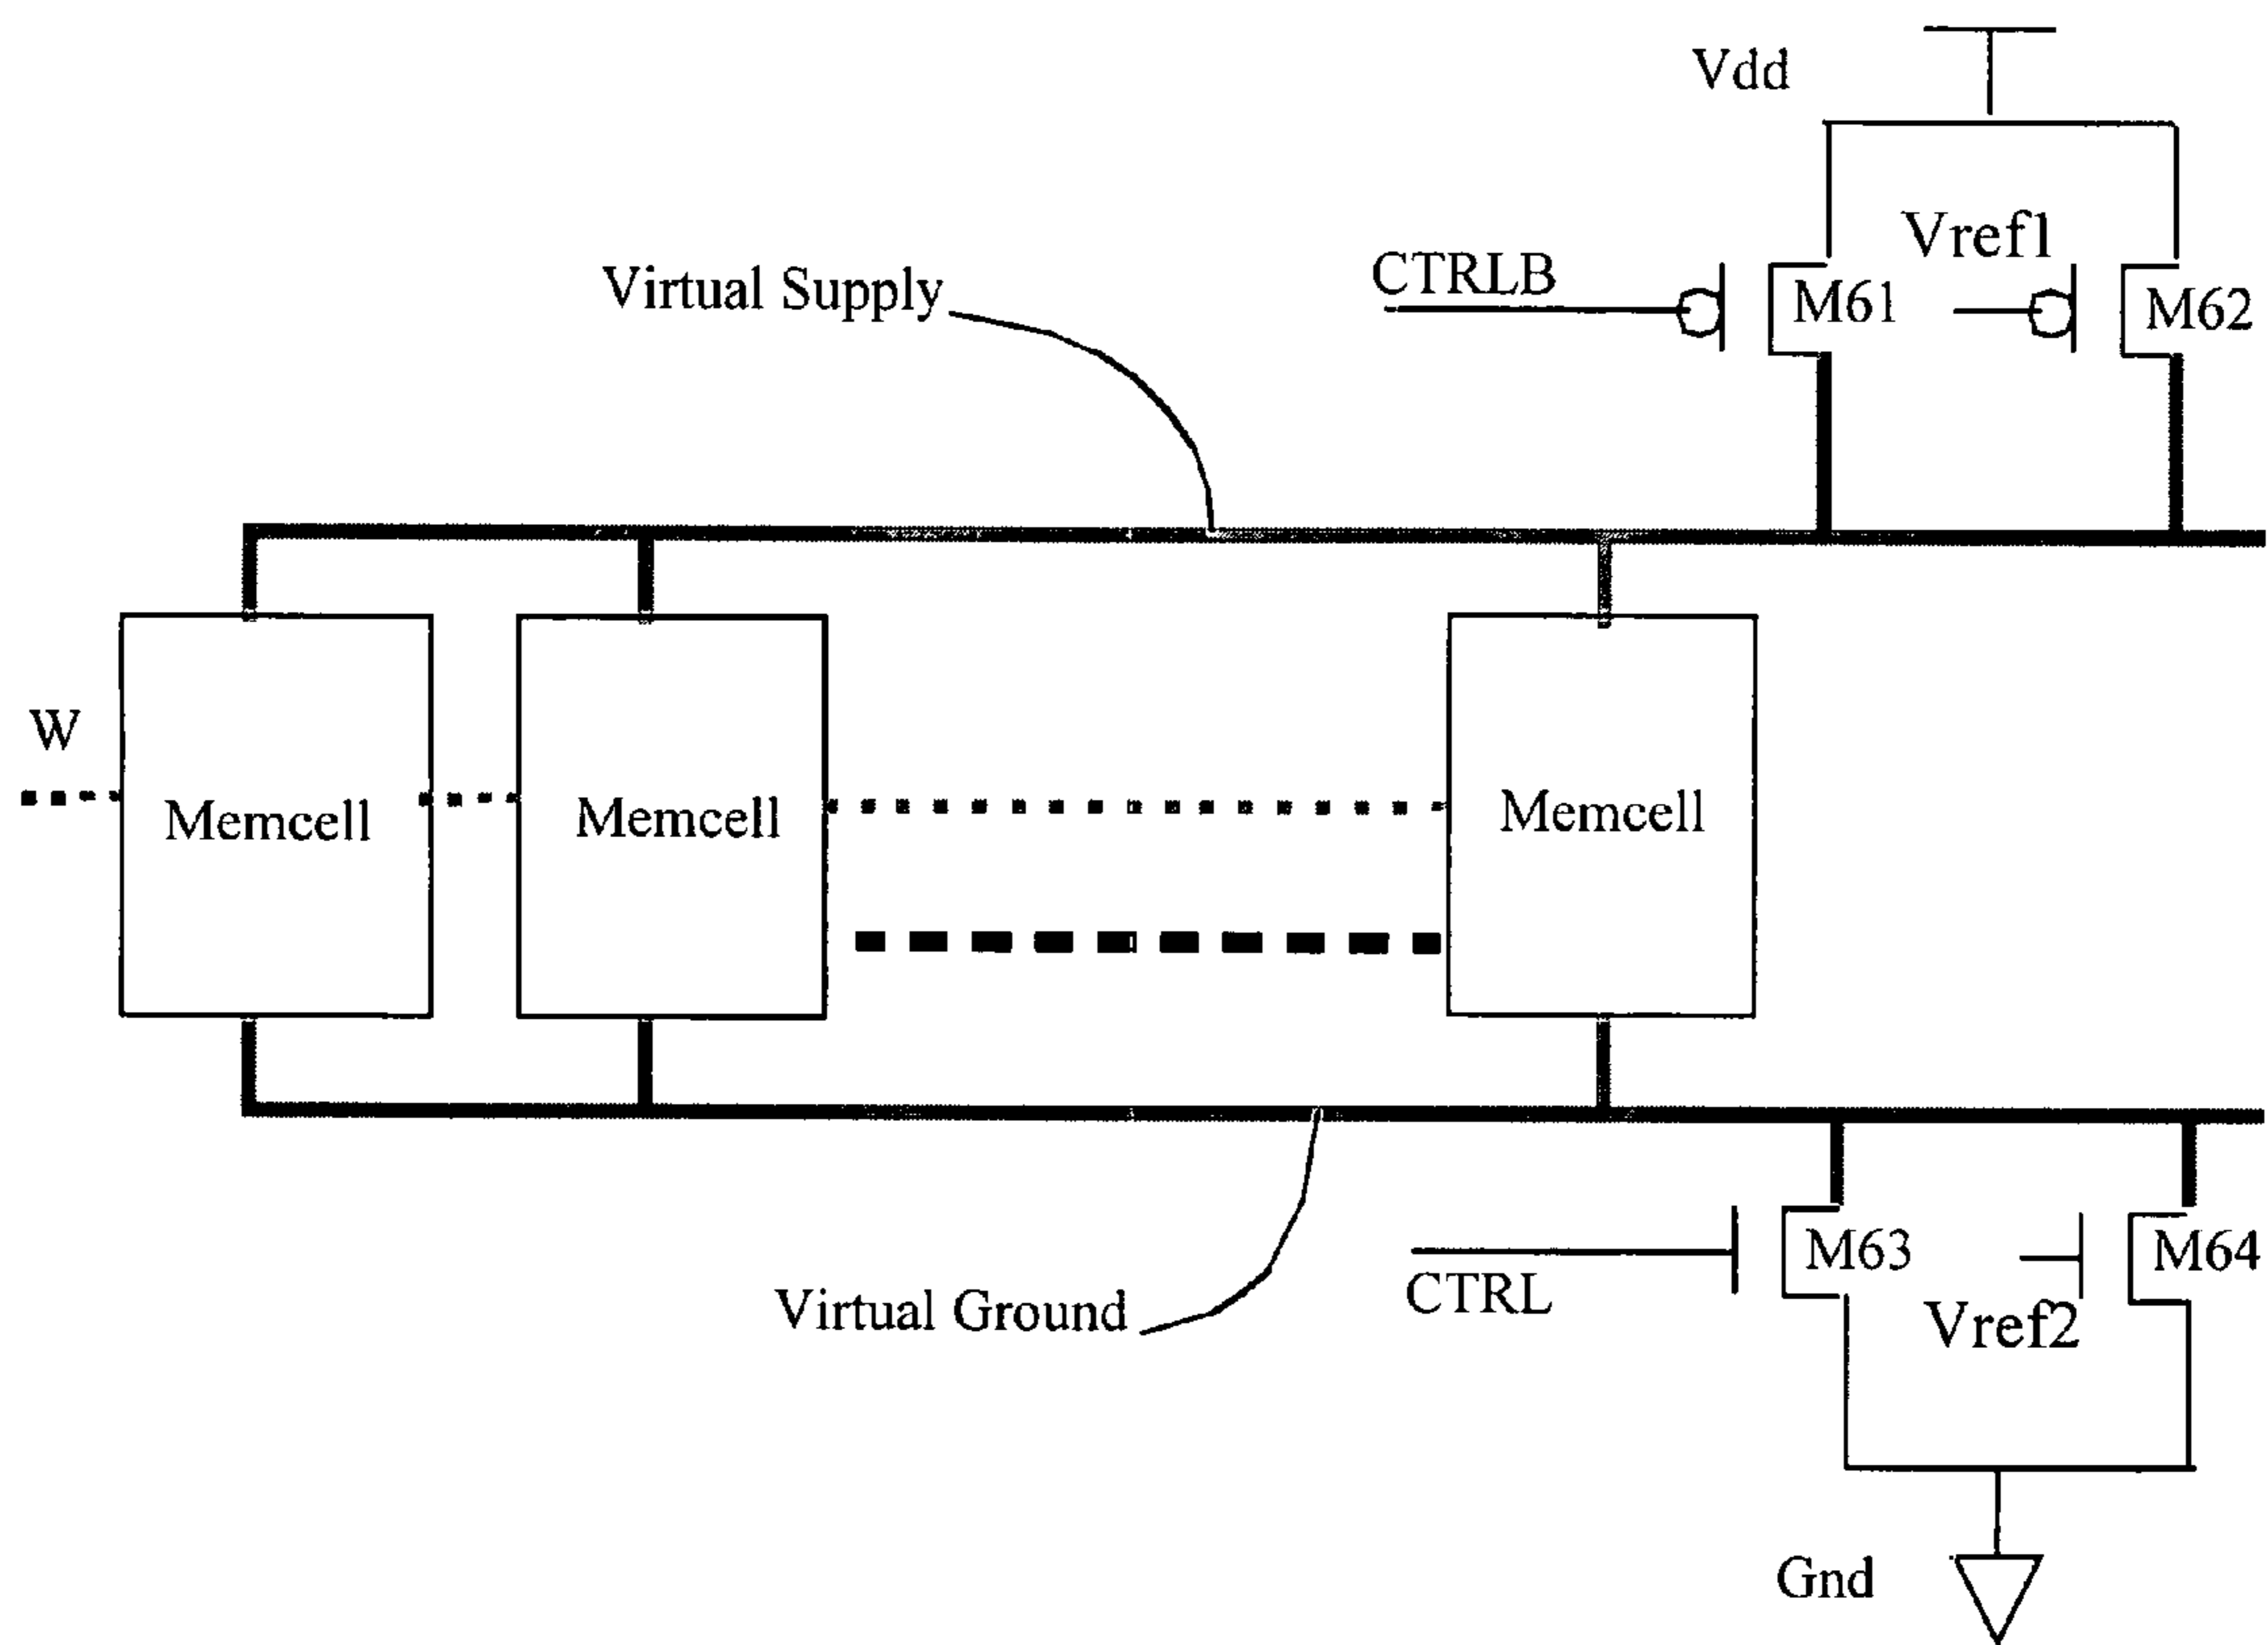 Vdd
Vref1
CTRLB
Virtual Supply
M61
M62
W
Memcell
Memcell
Memcell
M63
M64
CTRL
Virtual Ground
Vref2
Gnd